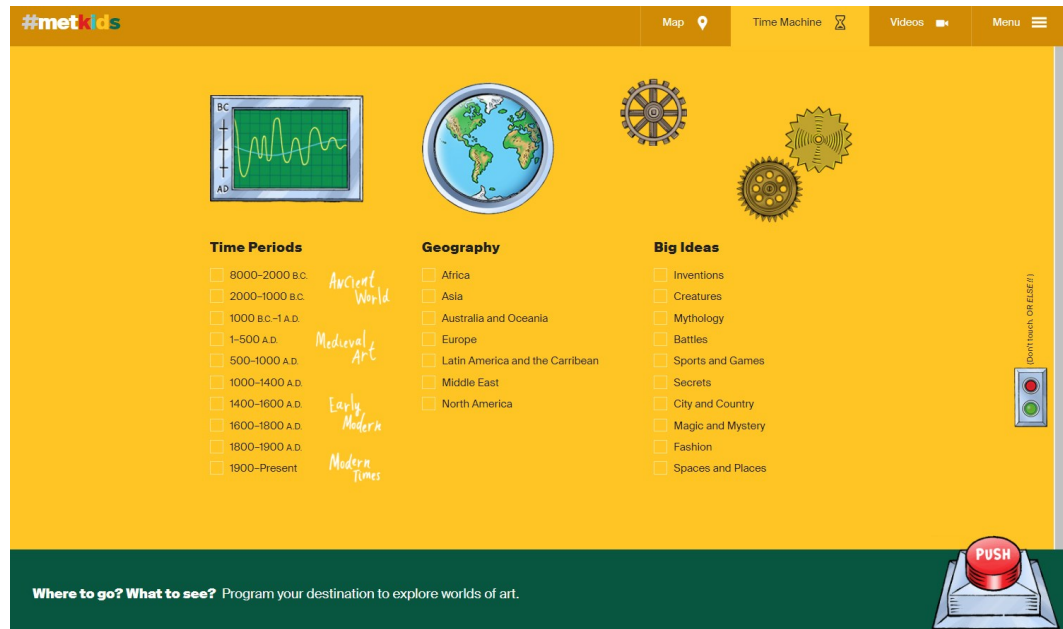 #metkids
Map
Time Machine
Videos
Menu
BC
AD
Time Periods
8000–2000 B.C.
2000–1000 B.C.
1000 B.C.–1 A.D.
1–500 A.D.
500–1000 A.D.
1000–1400 A.D.
1400–1600 A.D.
1600–1800 A.D.
1800–1900 A.D.
1900–Present
Ancient
World
Medieval
Art
Early
Modern
Modern
Times
Geography
Africa
Asia
Australia and Oceania
Europe
Latin America and the Carribean
Middle East
North America
Big Ideas
Inventions
Creatures
Mythology
Battles
Sports and Games
Secrets
City and Country
Magic and Mystery
Fashion
Spaces and Places
(Don't touch, OR ELSE!!)
PUSH
Where to go? What to see? Program your destination to explore worlds of art.